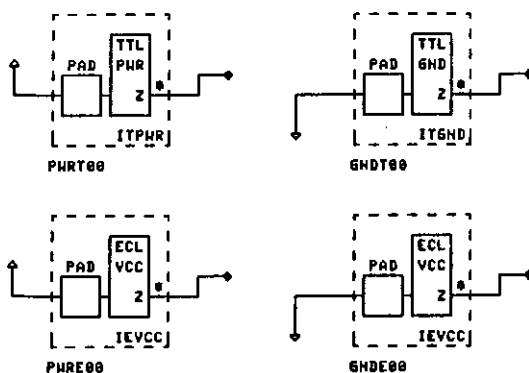 TTL
PAD PWR
*
Z
ITPWR
PWRT00
TTL
PAD GND
*
Z
ITGND
GNDT00
ECL
PAD VCC
*
Z
IEVCC
PWRE00
ECL
PAD VCC
*
Z
IEVCC
GNDE00